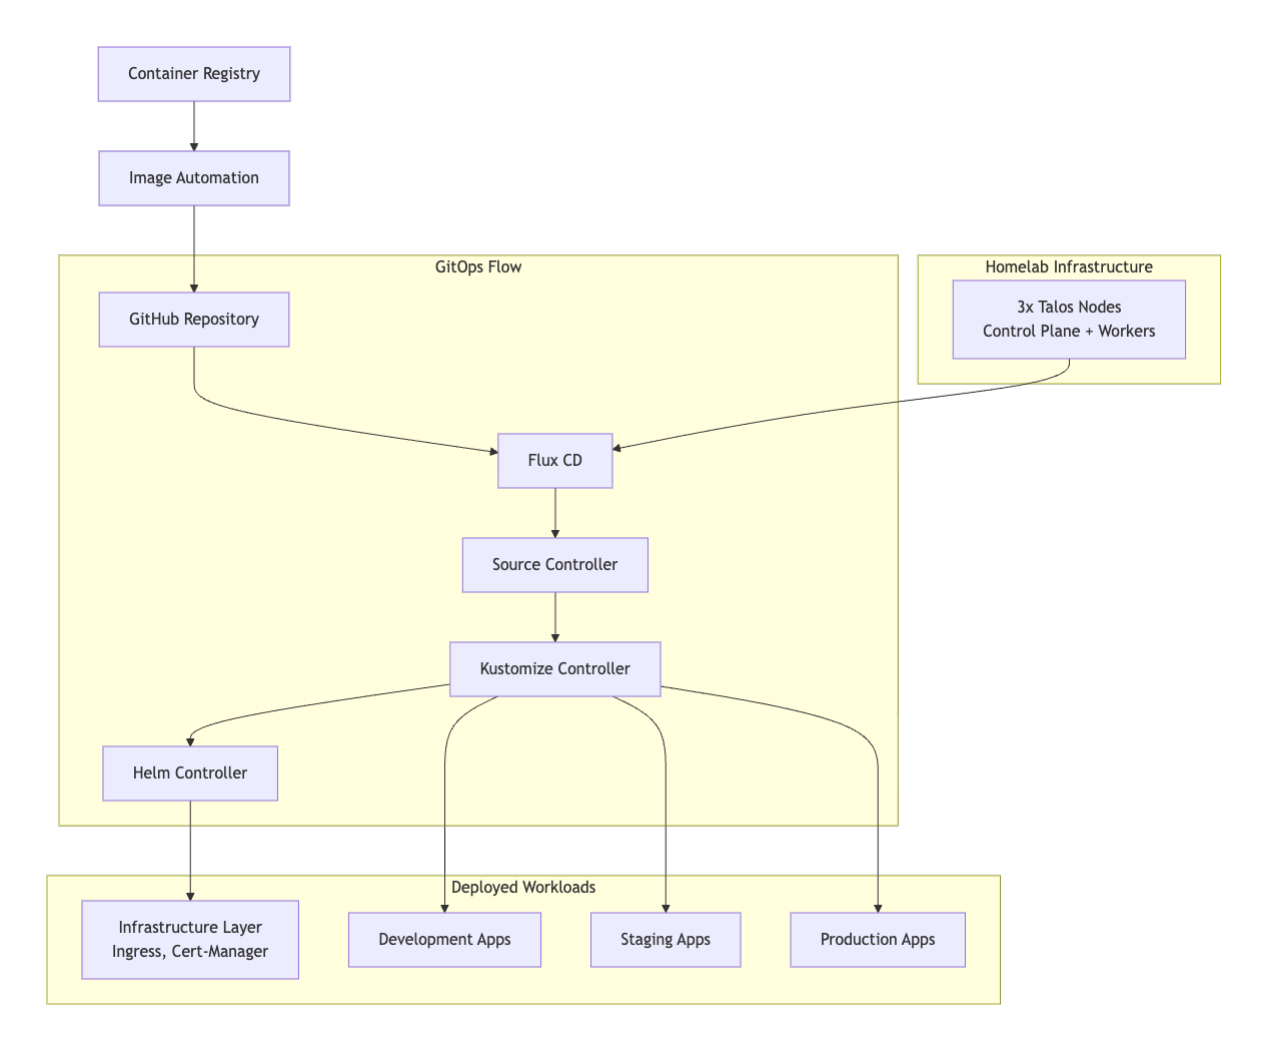 Container Registry
Image Automation
GitOps Flow
Homelab Infrastructure
GitHub Repository
3x Talos Nodes
Control Plane + Workers
Flux CD
Source Controller
Kustomize Controller
Helm Controller
Deployed Workloads
Infrastructure Layer
Ingress, Cert-Manager
Development Apps
Staging Apps
Production Apps